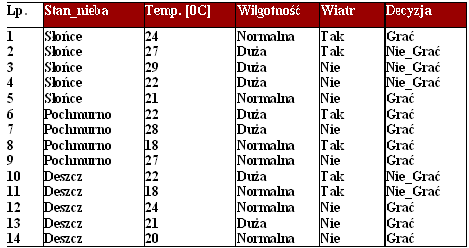 Lp. Stan_nieba Temp. [0C] Wilgotność Wiatr Decyzja
1 Słońce 24 Normalna Tak Grać
2 Słońce 27 Duża Tak Nie_Grać
3 Słońce 29 Duża Nie Nie_Grać
4 Słońce 22 Duża Nie Nie_Grać
5 Słońce 21 Normalna Nie Grać
6 Pochmurno 22 Duża Tak Grać
7 Pochmurno 28 Duża Nie Grać
8 Pochmurno 18 Normalna Tak Grać
9 Pochmurno 27 Normalna Nie Grać
10 Deszcz 22 Duża Tak Nie_Grać
11 Deszcz 18 Normalna Tak Nie_Grać
12 Deszcz 24 Normalna Nie Grać
13 Deszcz 21 Duża Nie Grać
14 Deszcz 20 Normalna Nie Grać